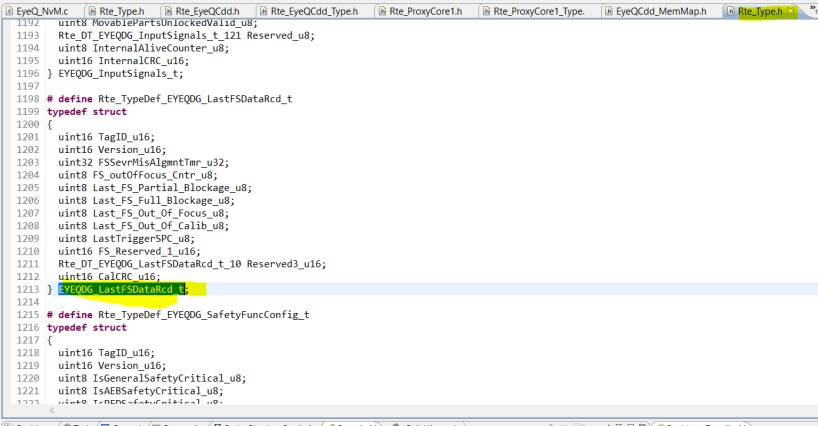 EyeQ_NvM.c Rte_Type.h Rte_EyeQCdd.h Rte_EyeQCdd_Type.h Rte_ProxyCore1.h Rte_ProxyCore1_Type. EyeQCdd_MemMap.h Rte_Type.h
1192 uint8 MovablePartsUnlockedValid_u8;
1193 Rte_DT_EYEQDG_InputSignals_t_121 Reserved_u8;
1194 uint8 InternalAliveCounter_u8;
1195 uint16 InternalCRC_u16;
1196 } EYEQDG_InputSignals_t;
1197
1198 # define Rte_TypeDef_EYEQDG_LastFSDataRcd_t
1199 typedef struct
1200 {
1201 uint16 TagID_u16;
1202 uint16 Version_u16;
1203 uint32 FSSevrMisAlgmntTmr_u32;
1204 uint8 FS_outOfFocus_Cntr_u8;
1205 uint8 Last_FS_Partial_Blockage_u8;
1206 uint8 Last_FS_Full_Blockage_u8;
1207 uint8 Last_FS_Out_Of_Focus_u8;
1208 uint8 Last_FS_Out_Of_Calib_u8;
1209 uint8 LastTriggerSPC_u8;
1210 uint16 FS_Reserved_1_u16;
1211 Rte_DT_EYEQDG_LastFSDataRcd_t_10 Reserved3_u16;
1212 uint16 CalCRC_u16;
1213 } EYEQDG_LastFSDataRcd_t;
1214
1215 # define Rte_TypeDef_EYEQDG_SafetyFuncConfig_t
1216 typedef struct
1217 {
1218 uint16 TagID_u16;
1219 uint16 Version_u16;
1220 uint8 IsGeneralSafetyCritical_u8;
1221 uint8 IsAEBSafetyCritical_u8;
1222 uint8 IsPEDSafetyCritical_u8;